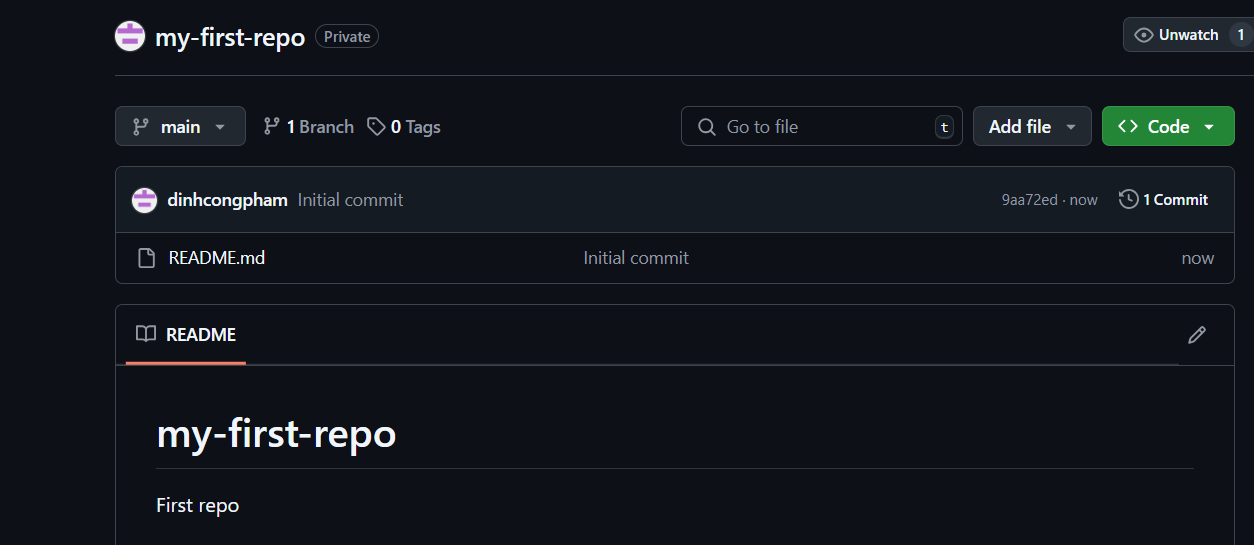 my-first-repo Private Unwatch 1
main 1 Branch 0 Tags Go to file t Add file Code
dinhcongpham Initial commit 9aa72ed · now 1 Commit
README.md Initial commit now
README
my-first-repo
First repo